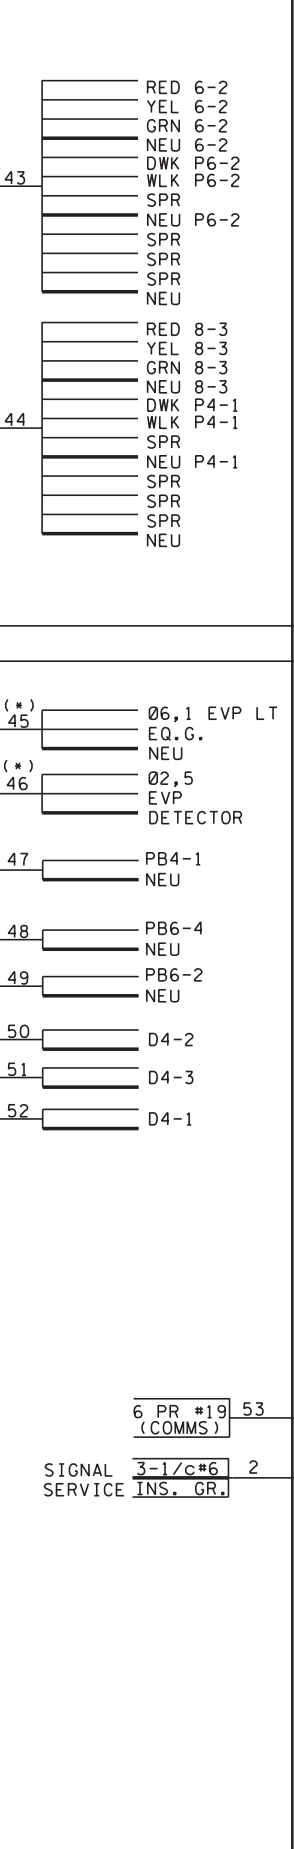 RED 6-2
YEL 6-2
GRN 6-2
NEU 6-2
DWK P6-2
43
WLK P6-2
SPR
NEU P6-2
SPR
SPR
SPR
NEU
RED 8-3
YEL 8-3
GRN 8-3
NEU 8-3
DWK P4-1
44
WLK P4-1
SPR
NEU P4-1
SPR
SPR
SPR
NEU
(*)
45
Ø6,1 EVP LT
EQ.G.
NEU
(*)
46
Ø2,5
EVP
DETECTOR
47
PB4-1
NEU
48
PB6-4
NEU
49
PB6-2
NEU
50
D4-2
51
D4-3
52
D4-1
6 PR #19 53
(COMMS)
SIGNAL 3-1/c#6 2
SERVICE INS. GR.